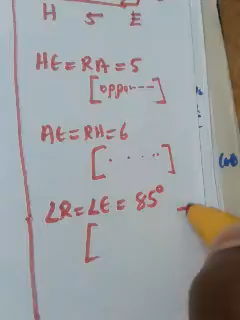 H 5 E
HE = RA = 5
[oppo---]
AE = RH = 6
[. . . . .]
∠R = ∠E = 85°
[